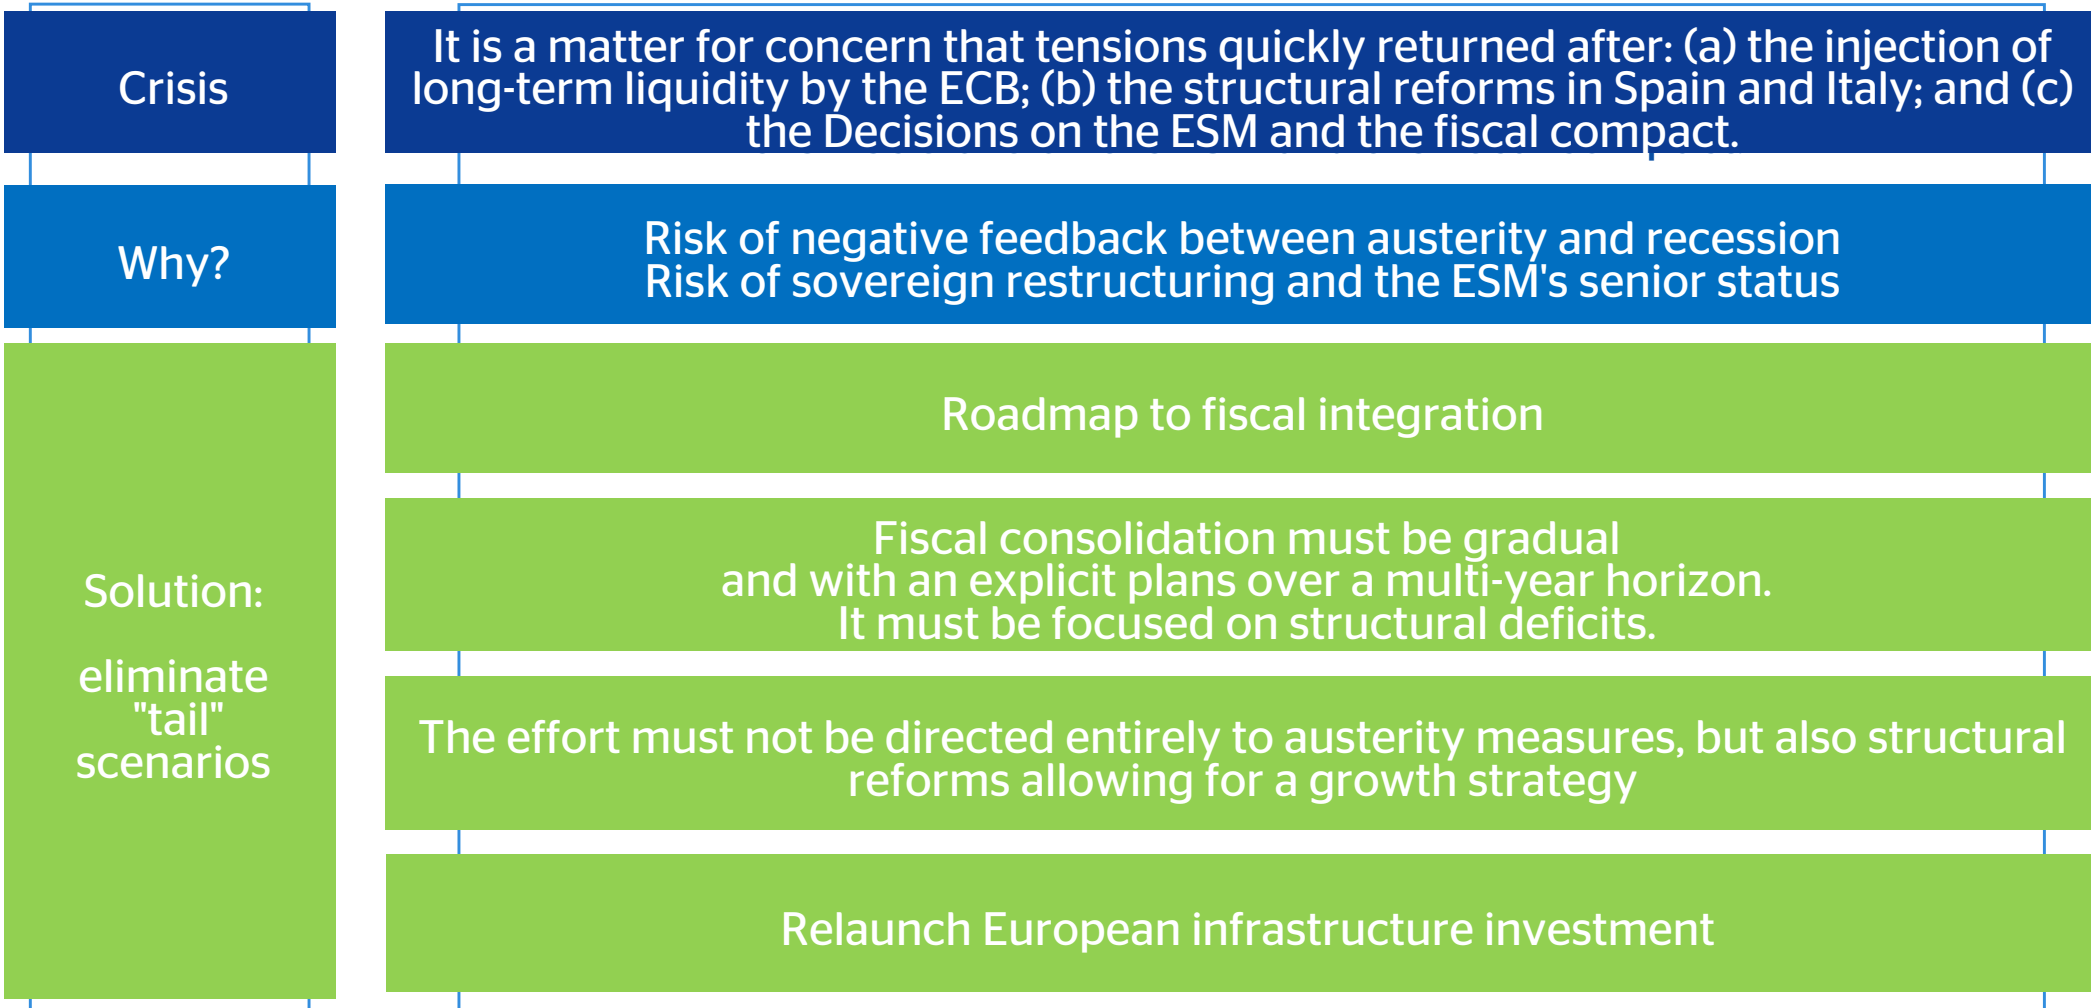 Crisis
It is a matter for concern that tensions quickly returned after: (a) the injection of
long-term liquidity by the ECB; (b) the structural reforms in Spain and Italy; and (c)
the Decisions on the ESM and the fiscal compact.
Why?
Risk of negative feedback between austerity and recession
Risk of sovereign restructuring and the ESM's senior status
Solution:
eliminate
"tail"
scenarios
Roadmap to fiscal integration
Fiscal consolidation must be gradual
and with an explicit plans over a multi-year horizon.
It must be focused on structural deficits.
The effort must not be directed entirely to austerity measures, but also structural
reforms allowing for a growth strategy
Relaunch European infrastructure investment